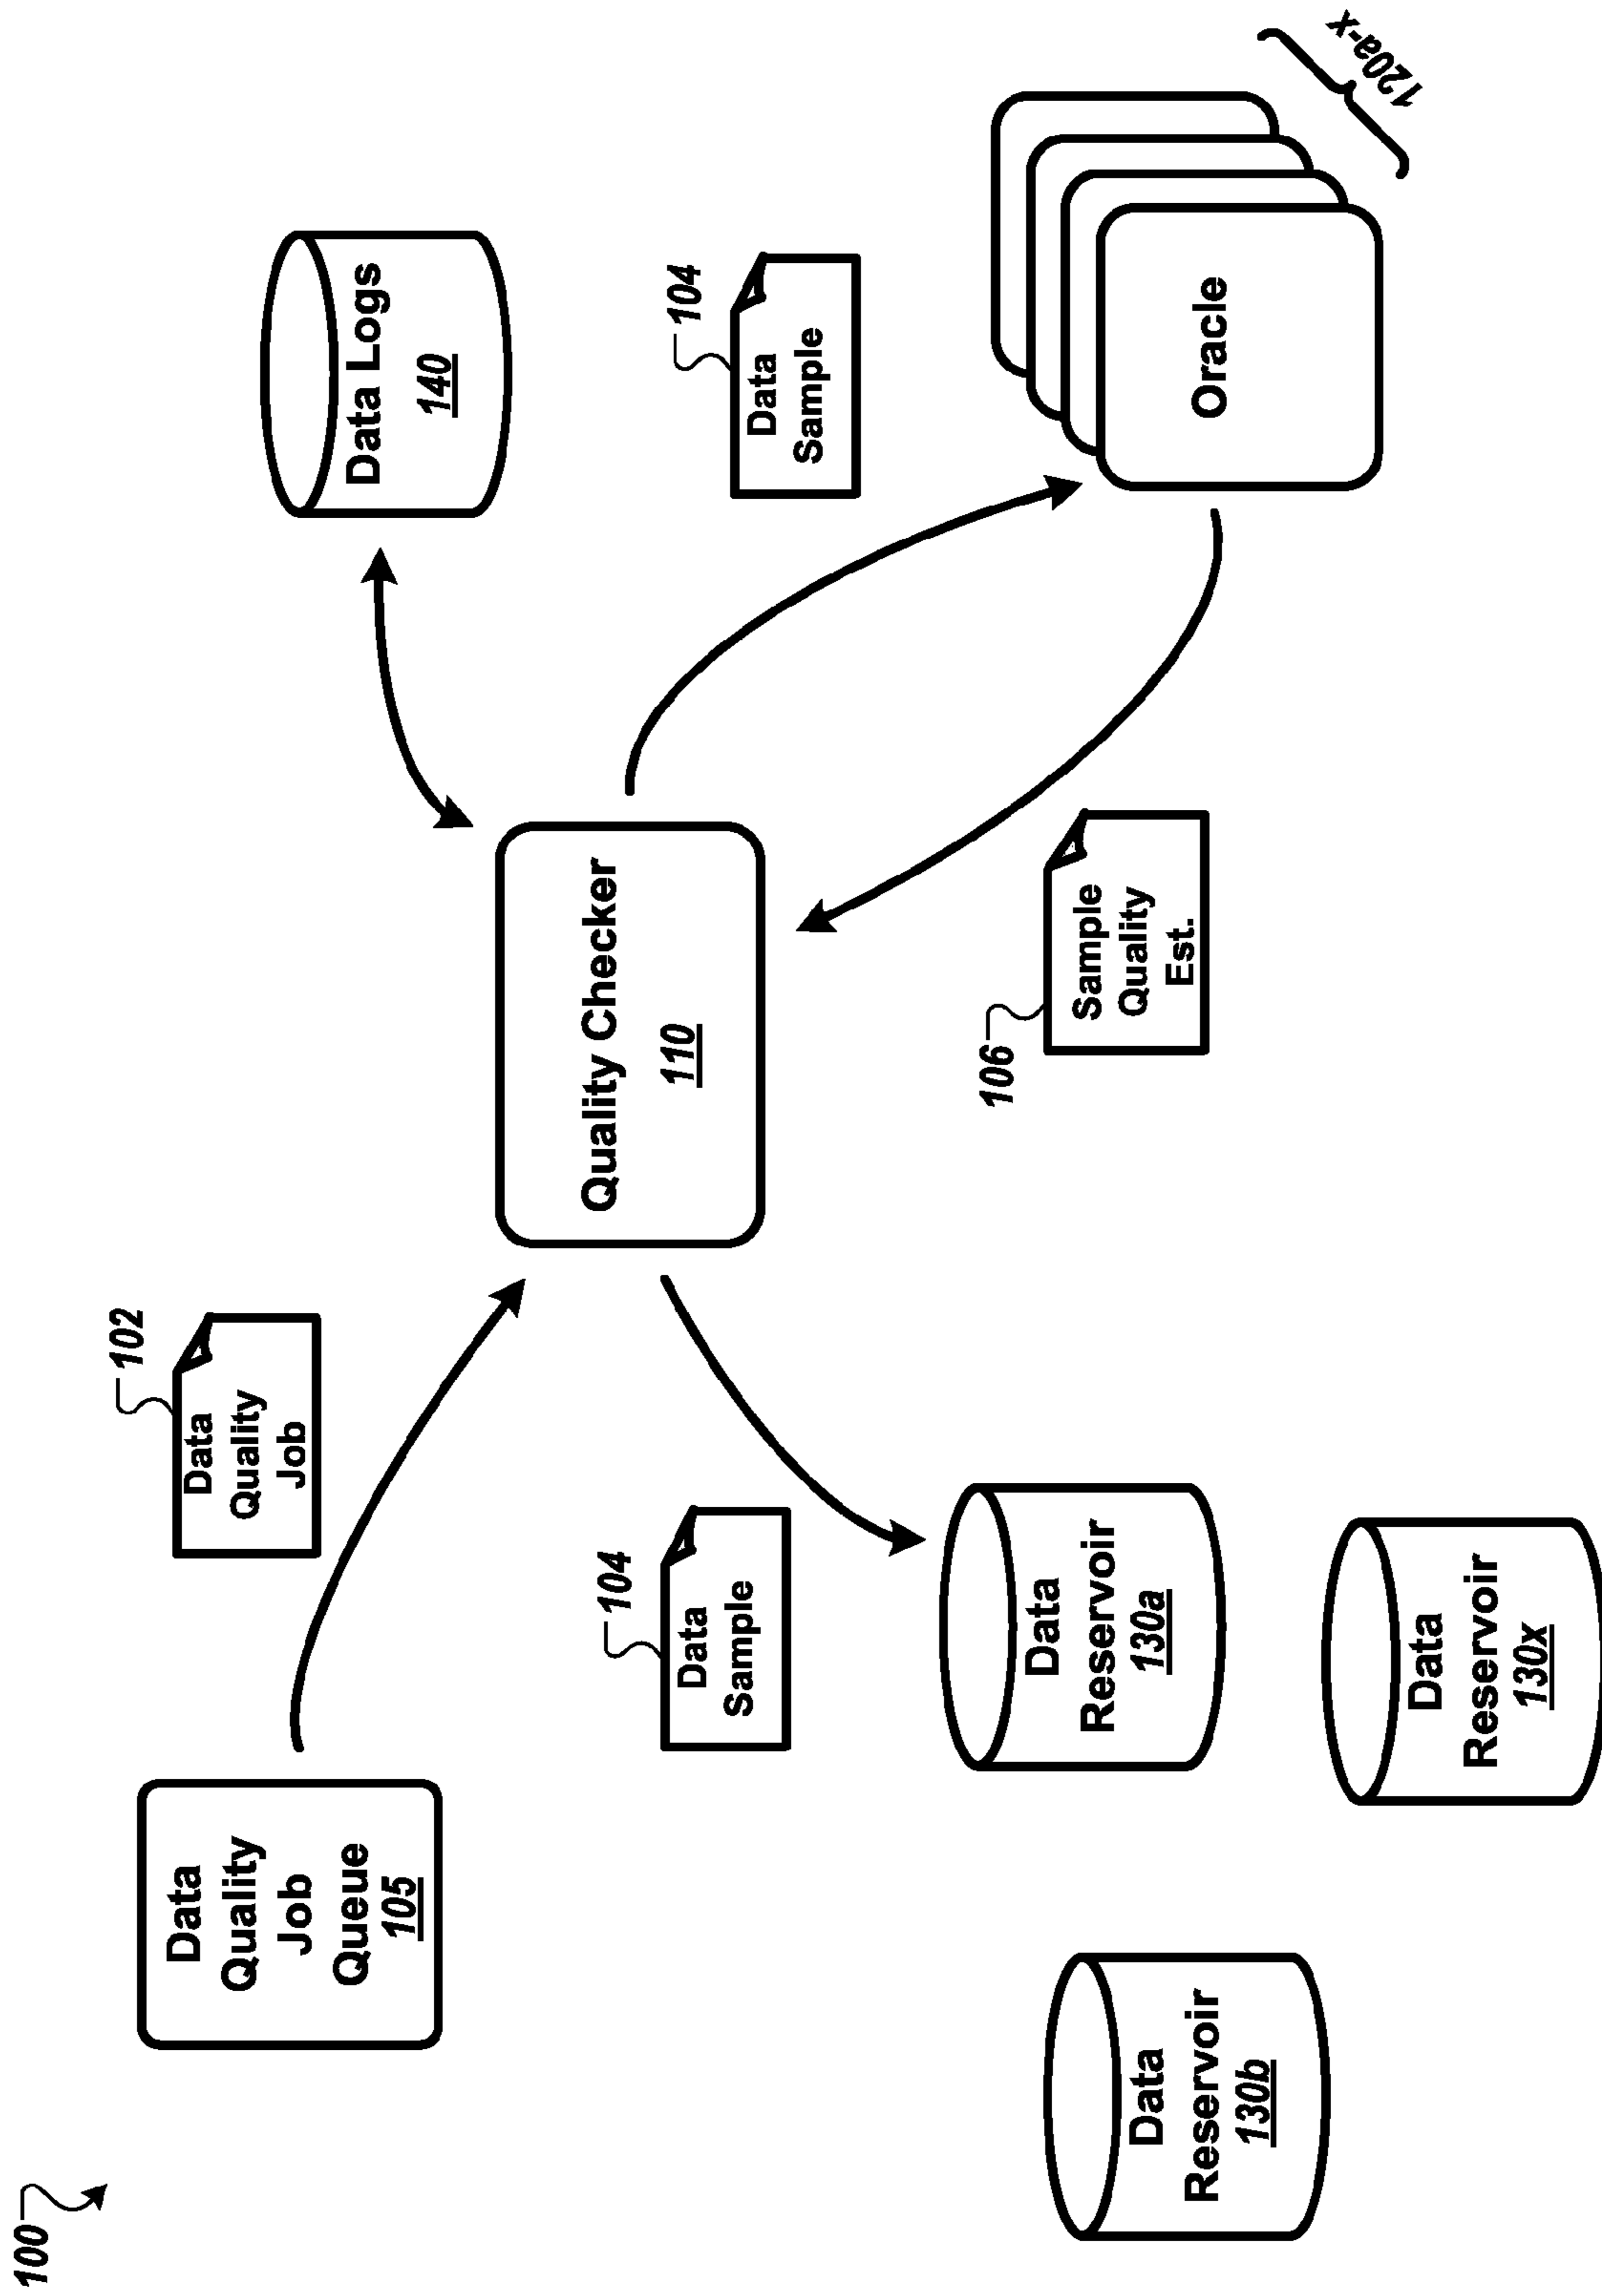 100
Data
Quality
Job
Queue
105
102
Data
Quality
Job
Quality Checker
110
Data Logs
140
104
Data
Sample
Oracle
120a-x
106
Sample
Quality
Est.
104
Data
Sample
Data
Reservoir
130a
Data
Reservoir
130b
Data
Reservoir
130x